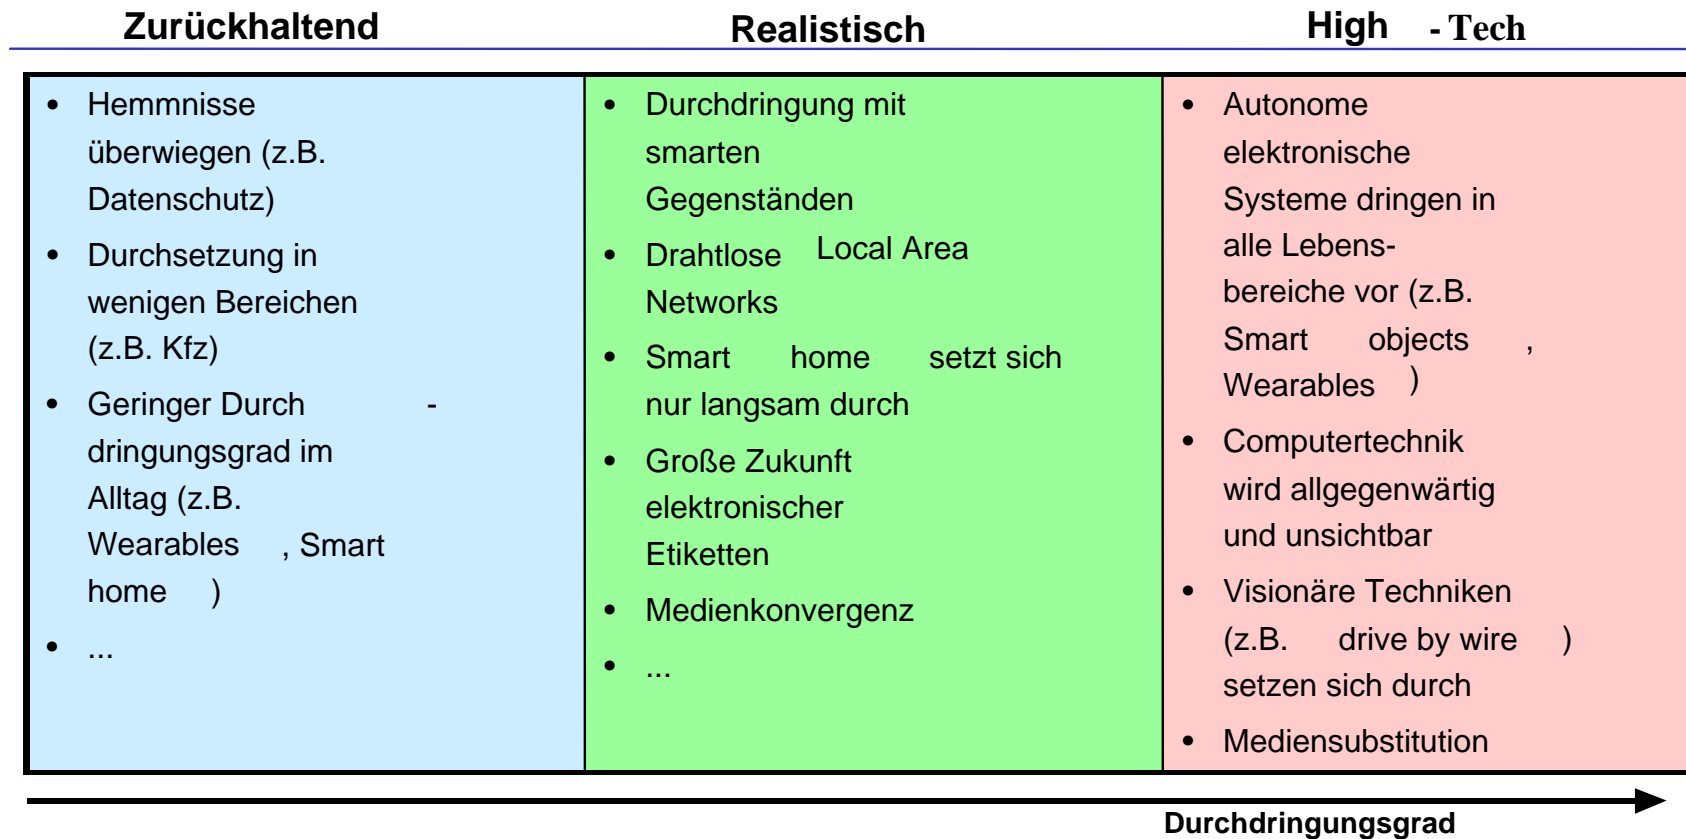 Zurückhaltend
Realistisch
High - Tech
• Hemmnisse
überwiegen (z.B.
Datenschutz)
• Durchsetzung in
wenigen Bereichen
(z.B. Kfz)
• Geringer Durch -
dringungsgrad im
Alltag (z.B.
Wearables , Smart
home )
• ...
• Durchdringung mit
smarten
Gegenständen
• Drahtlose Local Area
Networks
• Smart home setzt sich
nur langsam durch
• Große Zukunft
elektronischer
Etiketten
• Medienkonvergenz
• ...
• Autonome
elektronische
Systeme dringen in
alle Lebens-
bereiche vor (z.B.
Smart objects ,
Wearables )
• Computertechnik
wird allgegenwärtig
und unsichtbar
• Visionäre Techniken
(z.B. drive by wire )
setzen sich durch
• Mediensubstitution
Durchdringungsgrad